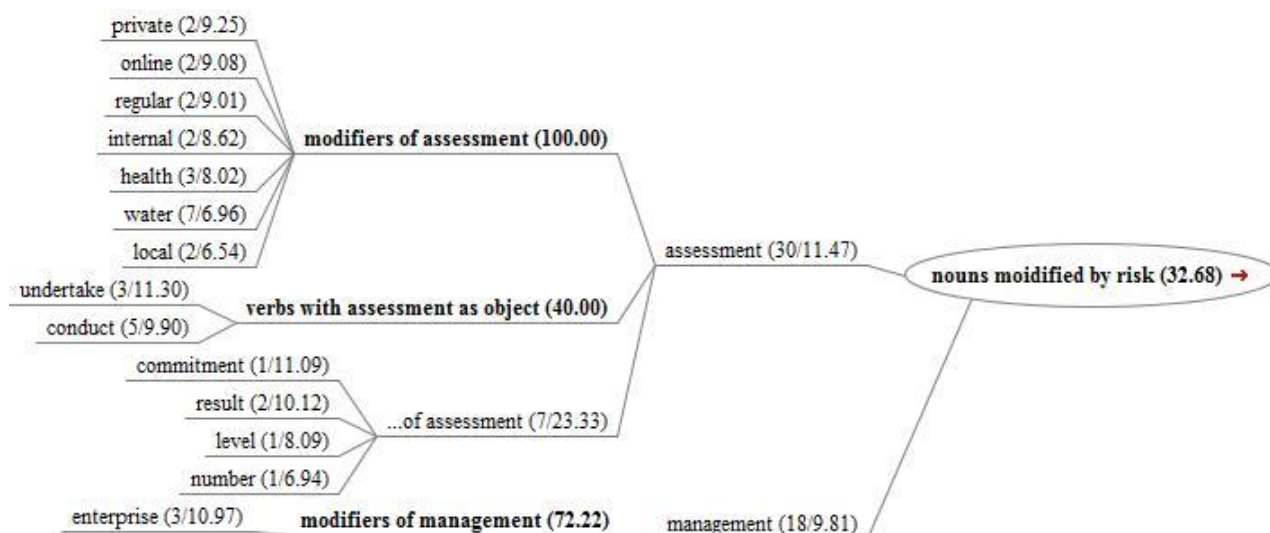 private (2/9.25)
online (2/9.08)
regular (2/9.01)
internal (2/8.62)
health (3/8.02)
water (7/6.96)
local (2/6.54)
modifiers of assessment (100.00)
undertake (3/11.30)
conduct (5/9.90)
verbs with assessment as object (40.00)
commitment (1/11.09)
result (2/10.12)
level (1/8.09)
number (1/6.94)
...of assessment (7/23.33)
assessment (30/11.47)
nouns moidified by risk (32.68)
enterprise (3/10.97)
modifiers of management (72.22)
management (18/9.81)